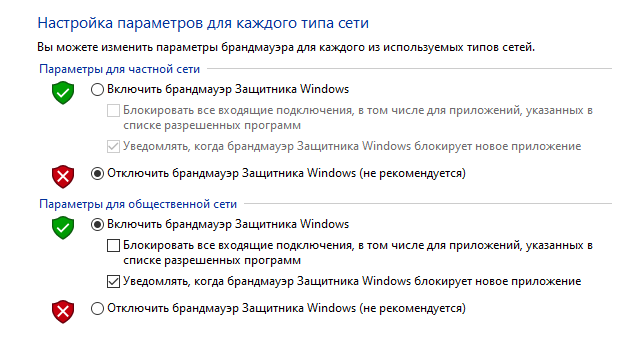 Настройка параметров для каждого типа сети
Вы можете изменить параметры брандмауэра для каждого из используемых типов сетей.
Параметры для частной сети
Включить брандмауэр Защитника Windows
Блокировать все входящие подключения, в том числе для приложений, указанных в
списке разрешенных программ
Уведомлять, когда брандмауэр Защитника Windows блокирует новое приложение
Отключить брандмауэр Защитника Windows (не рекомендуется)
Параметры для общественной сети
Включить брандмауэр Защитника Windows
Блокировать все входящие подключения, в том числе для приложений, указанных в
списке разрешенных программ
Уведомлять, когда брандмауэр Защитника Windows блокирует новое приложение
Отключить брандмауэр Защитника Windows (не рекомендуется)